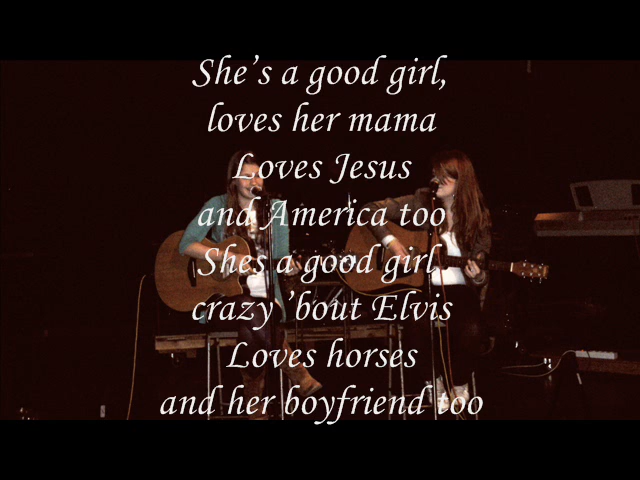 She's a good girl,
loves her mama
Loves Jesus
and America too
Shes a good girl
crazy 'bout Elvis
Loves horses
and her boyfriend too